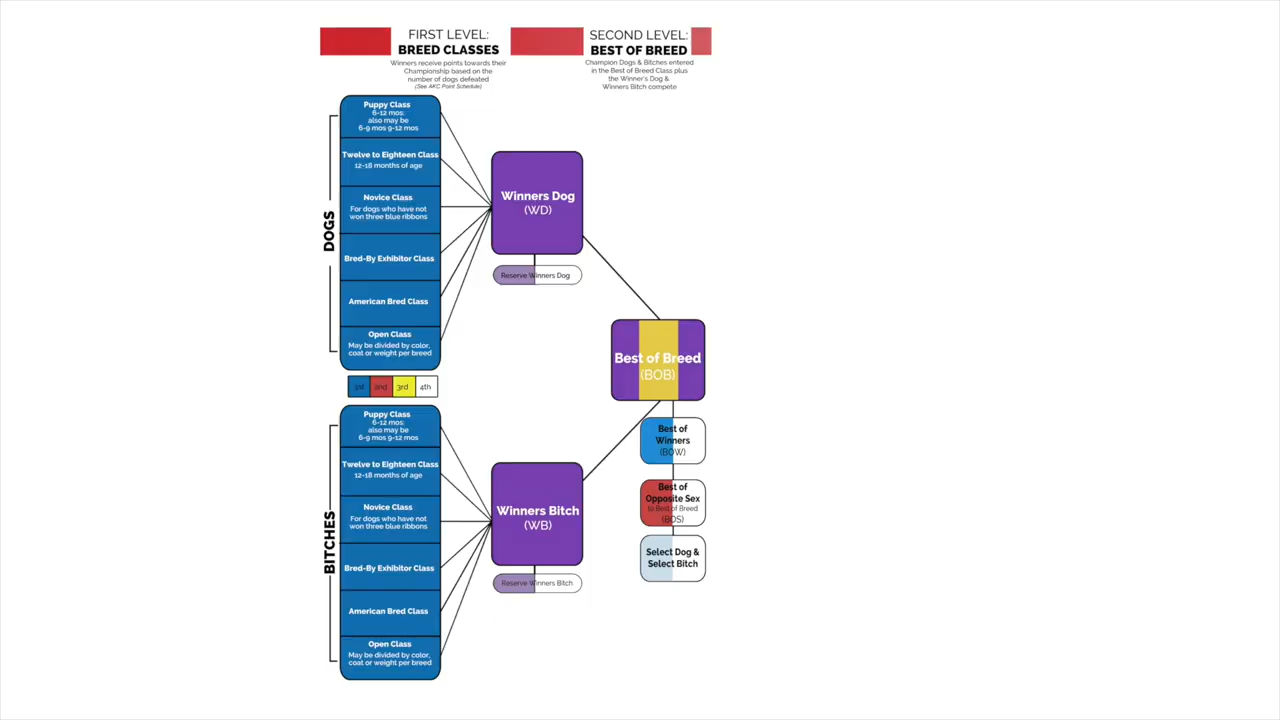 FIRST LEVEL:
BREED CLASSES
Winners receive points towards their
Championship based on the
number of dogs defeated
(See AKC Point Schedule)
SECOND LEVEL:
BEST OF BREED
Champion Dogs & Bitches entered
in the Best of Breed Class plus
the Winner's Dog &
Winners Bitch compete
DOGS
Puppy Class
6-12 mos:
also may be
6-9 mos 9-12 mos
Twelve to Eighteen Class
12-18 months of age
Novice Class
For dogs who have not
won three blue ribbons
Bred-By Exhibitor Class
American Bred Class
Open Class
May be divided by color,
coat or weight per breed
Winners Dog
(WD)
Reserve Winners Dog
Best of Breed
(BOB)
1st 2nd 3rd 4th
BITCHES
Puppy Class
6-12 mos:
also may be
6-9 mos 9-12 mos
Twelve to Eighteen Class
12-18 months of age
Novice Class
For dogs who have not
won three blue ribbons
Bred-By Exhibitor Class
American Bred Class
Open Class
May be divided by color,
coat or weight per breed
Winners Bitch
(WB)
Reserve Winners Bitch
Best of
Winners
(BOW)
Best of
Opposite Sex
to Best of Breed
(BOS)
Select Dog &
Select Bitch